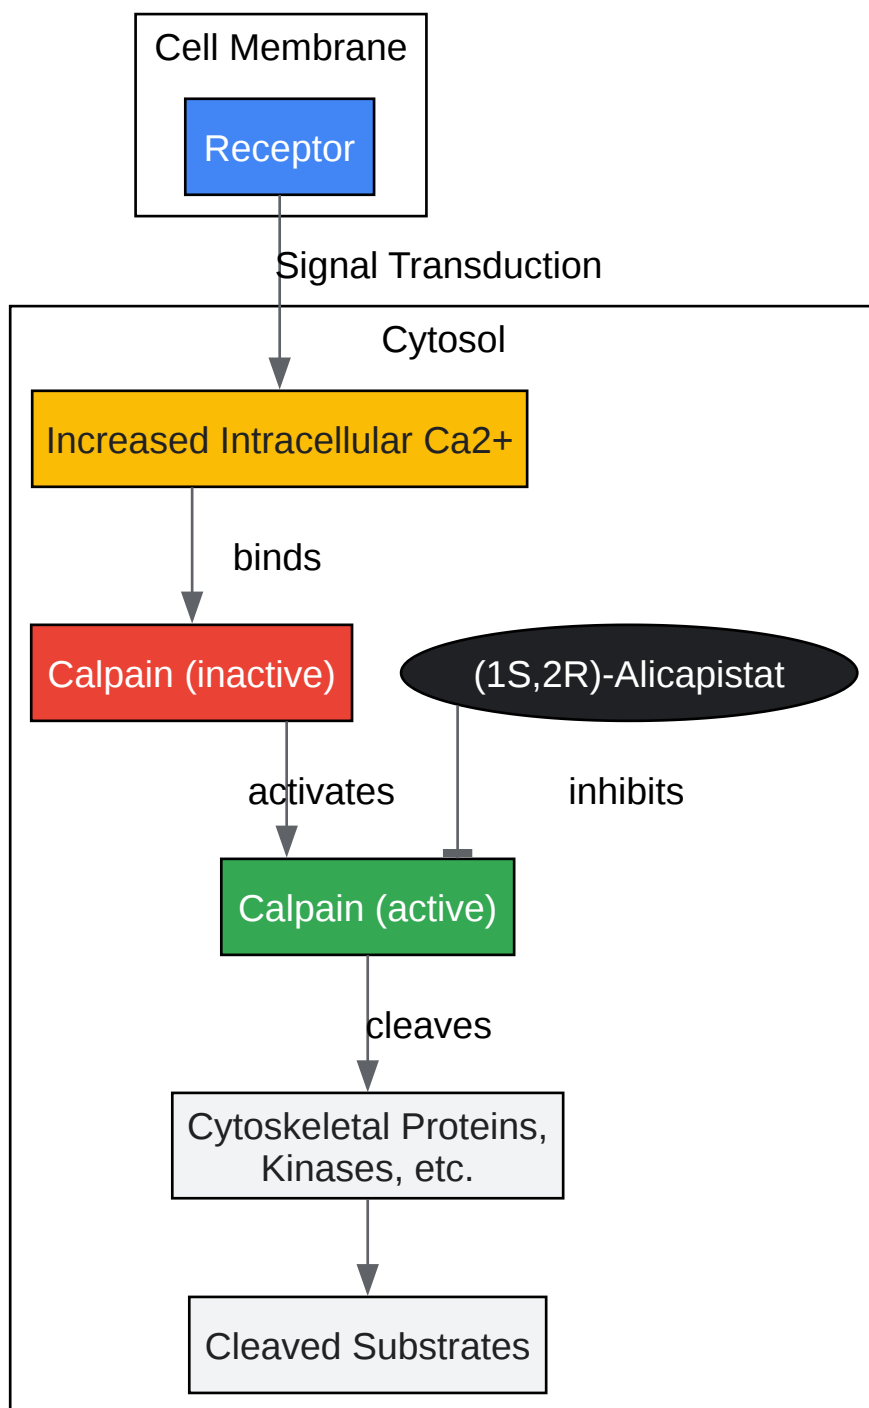 Cell Membrane
Receptor
Signal Transduction
Cytosol
Increased Intracellular Ca2+
binds
Calpain (inactive)
(1S,2R)-Alicapistat
activates
inhibits
Calpain (active)
cleaves
Cytoskeletal Proteins,
Kinases, etc.
Cleaved Substrates